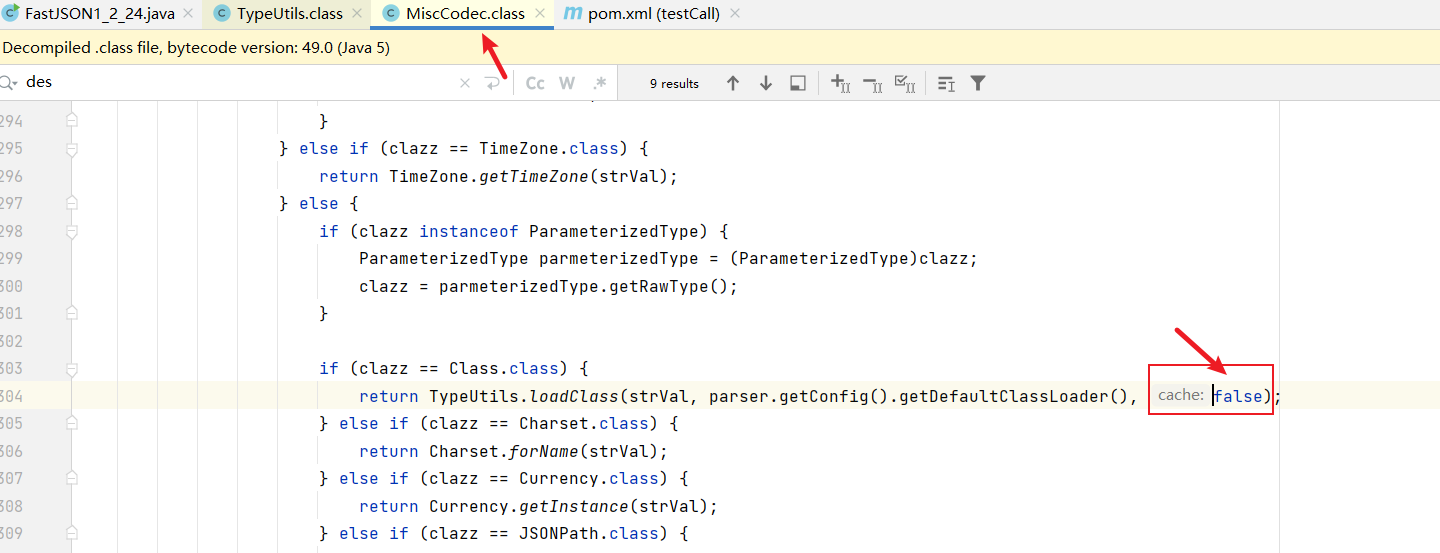 FastJSON1_2_24.java TypeUtils.class MiscCodec.class pom.xml (testCall)
Decompiled .class file, bytecode version: 49.0 (Java 5)
des Cc W .* 9 results
294 }
295 } else if (clazz == TimeZone.class) {
296 return TimeZone.getTimeZone(strVal);
297 } else {
298 if (clazz instanceof ParameterizedType) {
299 ParameterizedType parmeterizedType = (ParameterizedType)clazz;
300 clazz = parmeterizedType.getRawType();
301 }
302
303 if (clazz == Class.class) {
304 return TypeUtils.loadClass(strVal, parser.getConfig().getDefaultClassLoader(), cache: false);
305 } else if (clazz == Charset.class) {
306 return Charset.forName(strVal);
307 } else if (clazz == Currency.class) {
308 return Currency.getInstance(strVal);
309 } else if (clazz == JSONPath.class) {